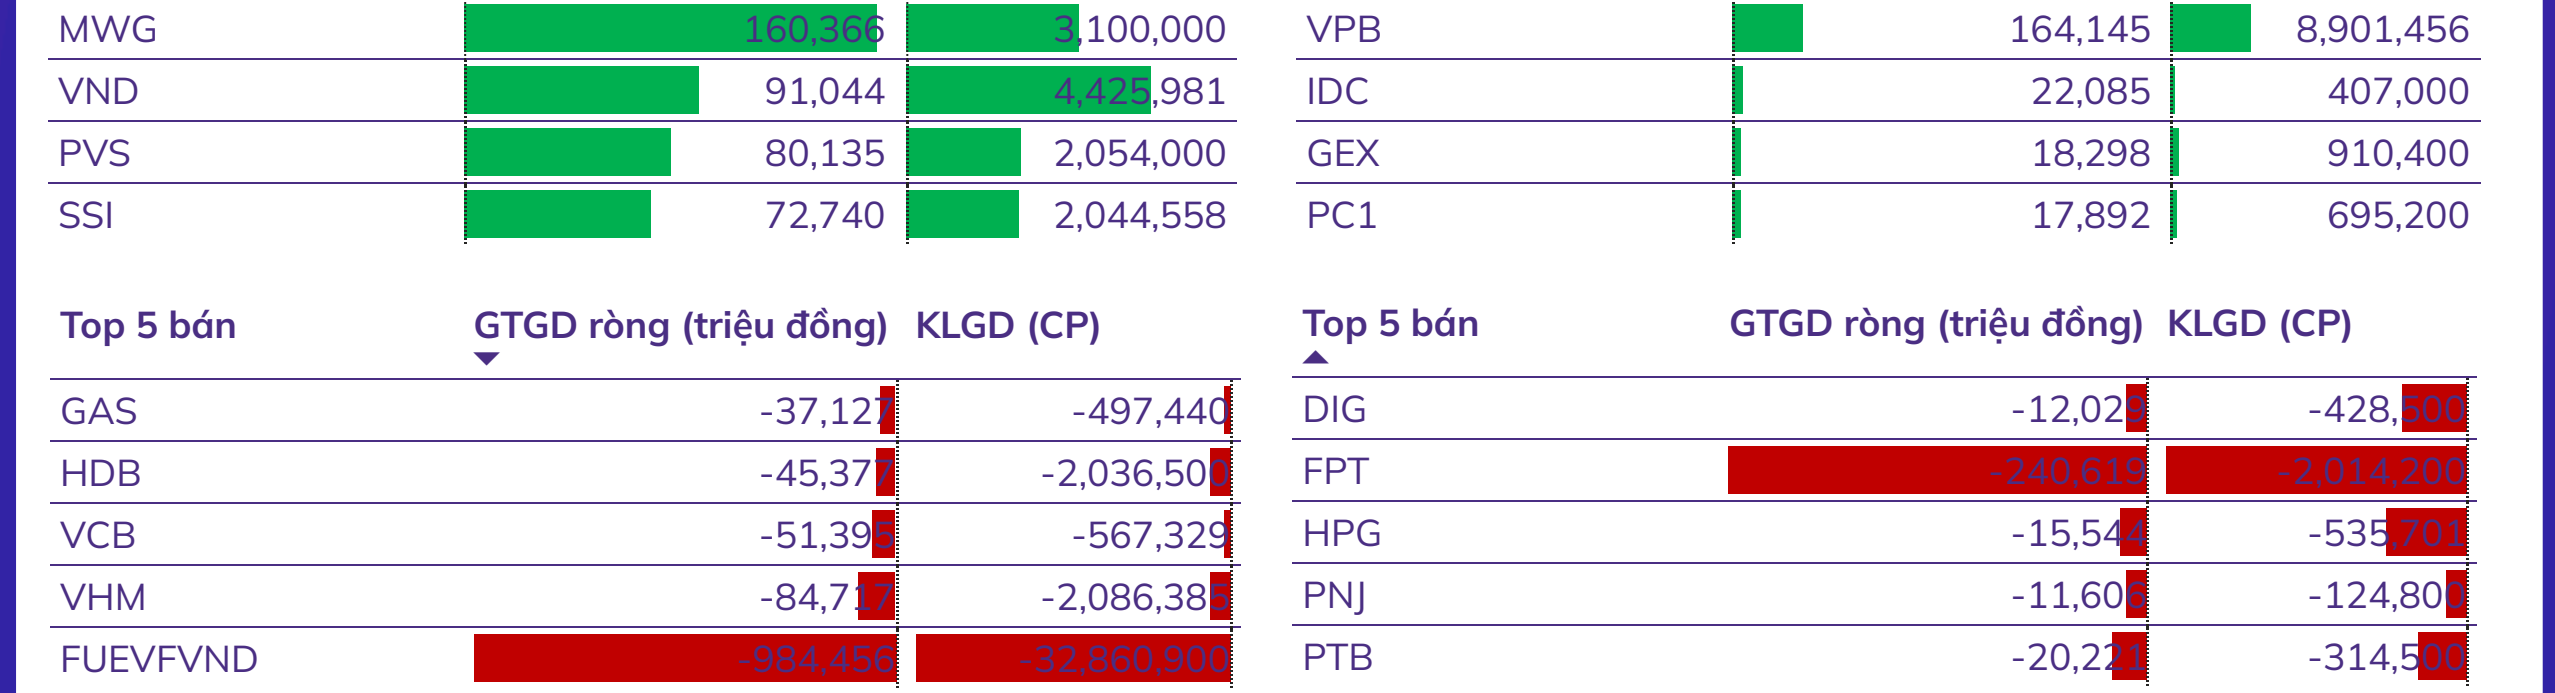 MWG 160,366 3,100,000 VPB 164,145 8,901,456
VND 91,044 4,425,981 IDC 22,085 407,000
PVS 80,135 2,054,000 GEX 18,298 910,400
SSI 72,740 2,044,558 PC1 17,892 695,200
Top 5 bán GTGD ròng (triệu đồng) KLGD (CP) Top 5 bán GTGD ròng (triệu đồng) KLGD (CP)
GAS -37,127 -497,440 DIG -12,029 -428,500
HDB -45,377 -2,036,500 FPT -240,619 -2,014,200
VCB -51,395 -567,329 HPG -15,544 -535,701
VHM -84,717 -2,086,385 PNJ -11,606 -124,800
FUEVFVND -984,456 -32,860,900 PTB -20,221 -314,500